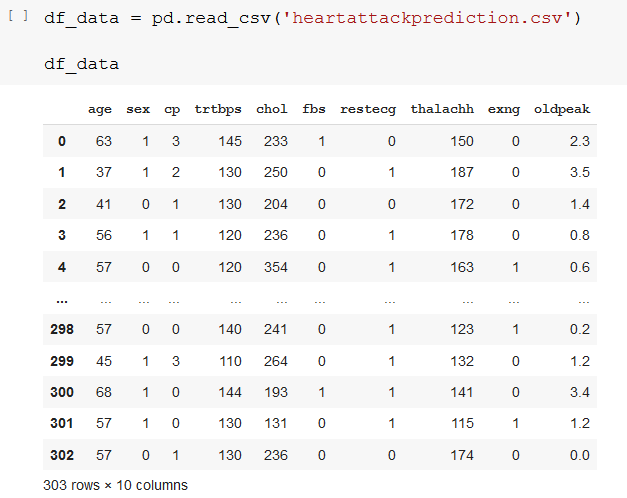 [ ] df_data = pd.read_csv('heartattackprediction.csv')
df_data
age sex cp trtbps chol fbs restecg thalachh exng oldpeak
0 63 1 3 145 233 1 0 150 0 2.3
1 37 1 2 130 250 0 1 187 0 3.5
2 41 0 1 130 204 0 0 172 0 1.4
3 56 1 1 120 236 0 1 178 0 0.8
4 57 0 0 120 354 0 1 163 1 0.6
... ... ... ... ... ... ... ... ... ... ...
298 57 0 0 140 241 0 1 123 1 0.2
299 45 1 3 110 264 0 1 132 0 1.2
300 68 1 0 144 193 1 1 141 0 3.4
301 57 1 0 130 131 0 1 115 1 1.2
302 57 0 1 130 236 0 0 174 0 0.0
303 rows × 10 columns